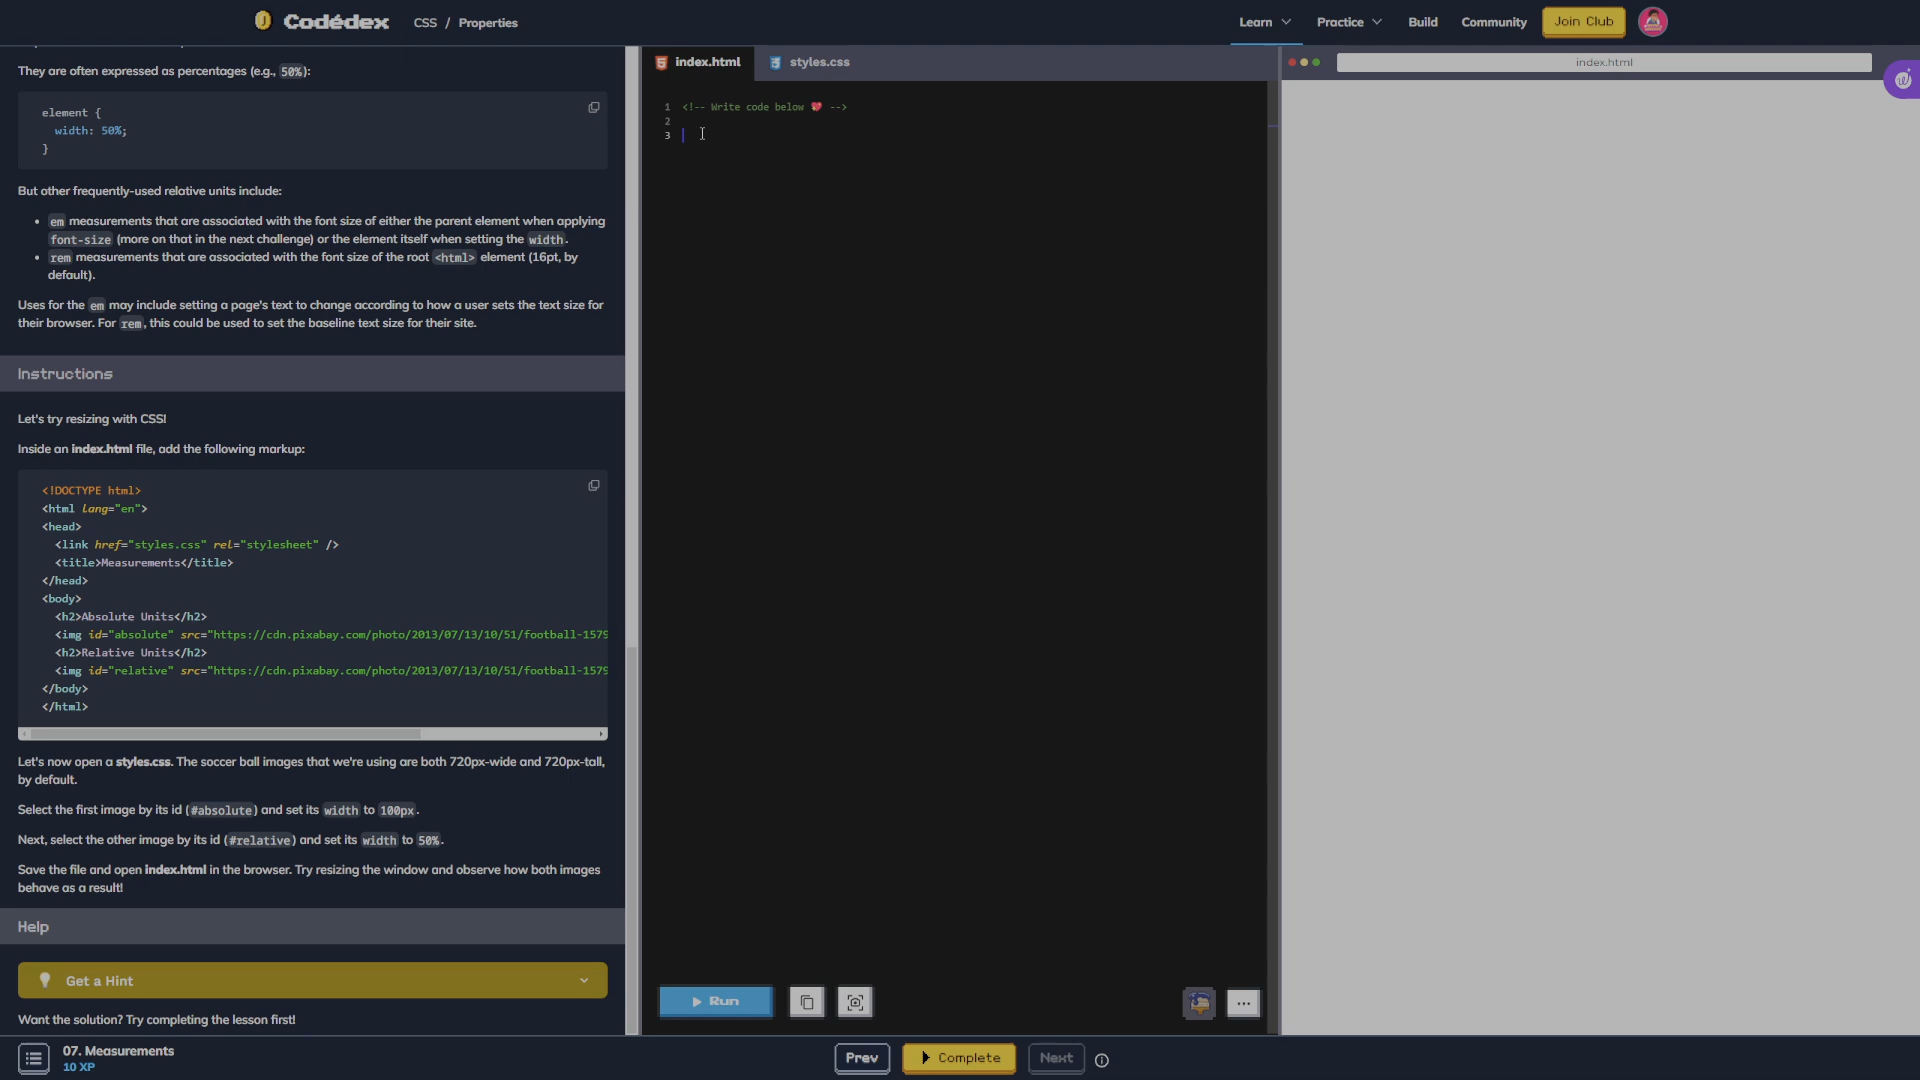 Codédex
CSS / Properties
Learn
Practice
Build
Community
Join Club
They are often expressed as percentages (e.g., 50%):
element {
width: 50%;
}
But other frequently-used relative units include:
• em measurements that are associated with the font size of either the parent element when applying
font-size (more on that in the next challenge) or the element itself when setting the width.
• rem measurements that are associated with the font size of the root <html> element (16pt, by
default).
Uses for the em may include setting a page's text to change according to how a user sets the text size for
their browser. For rem, this could be used to set the baseline text size for their site.
Instructions
Let's try resizing with CSS!
Inside an index.html file, add the following markup:
<!DOCTYPE html>
<html lang="en">
<head>
<link href="styles.css" rel="stylesheet" />
<title>Measurements</title>
</head>
<body>
<h2>Absolute Units</h2>
<img id="absolute" src="https://cdn.pixabay.com/photo/2013/07/13/10/51/football-1579
<h2>Relative Units</h2>
<img id="relative" src="https://cdn.pixabay.com/photo/2013/07/13/10/51/football-1579
</body>
</html>
Let's now open a styles.css. The soccer ball images that we're using are both 720px-wide and 720px-tall,
by default.
Select the first image by its id (#absolute) and set its width to 100px.
Next, select the other image by its id (#relative) and set its width to 50%.
Save the file and open index.html in the browser. Try resizing the window and observe how both images
behave as a result!
Help
Get a Hint
Want the solution? Try completing the lesson first!
index.html
styles.css
1 <!-- Write code below 💖 -->
2
3
Run
...
index.html
07. Measurements
10 XP
Prev
Complete
Next